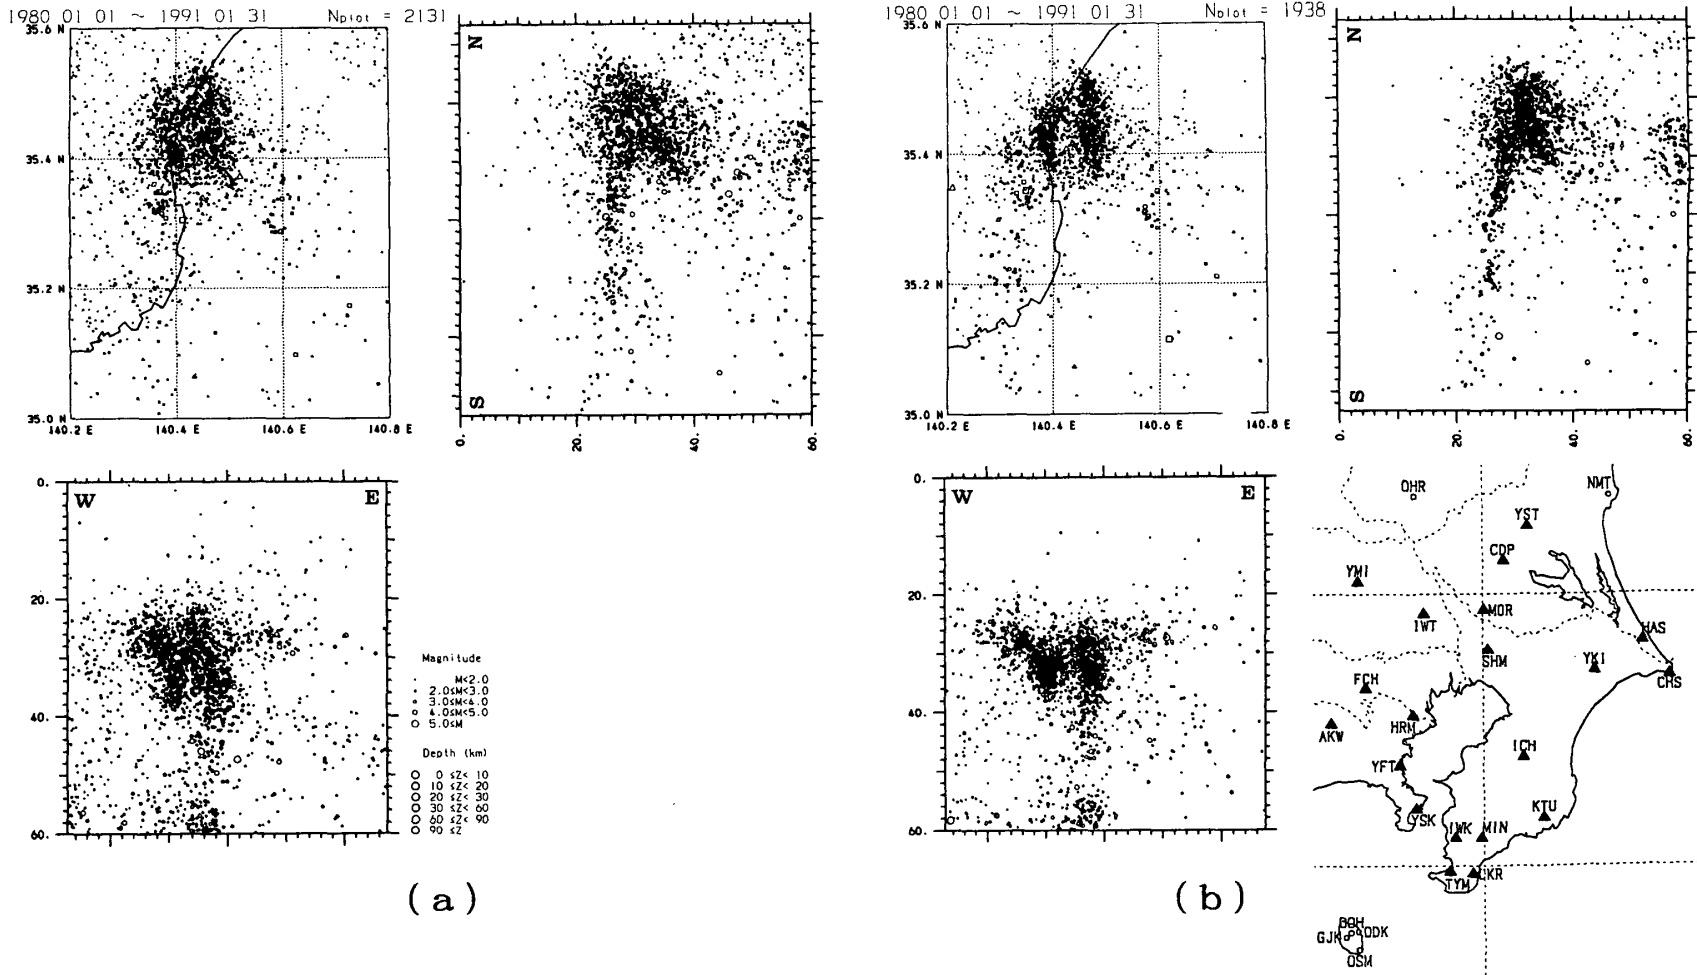 1980 01 01 ~ 1991 01 31 Nplot = 2131
35.6 N
35.4 N
35.2 N
35.0 N
140.2 E 140.4 E 140.6 E 140.8 E
N
S
0. 20. 40. 60.
0.
20.
40.
60.
W E
Magnitude
M<2.0
2.0≤M<3.0
3.0≤M<4.0
4.0≤M<5.0
5.0≤M
Depth (km)
0 ≤Z< 10
10 ≤Z< 20
20 ≤Z< 30
30 ≤Z< 60
60 ≤Z< 90
90 ≤Z
(a)
1980 01 01 ~ 1991 01 31 Nplot = 1938
35.6 N
35.4 N
35.2 N
35.0 N
140.2 E 140.4 E 140.6 E 140.8 E
N
S
0. 20. 40. 60.
0.
20.
40.
60.
W E
(b)
OHR
NMT
YST
CDP
YMI
MOR
IWT
HAS
SHM
YKI
CHS
FCH
HRM
AKW
ICH
YFT
KTU
YSK
IWK
MIN
TYM
UKR
OOH
GJK
ODK
OSM